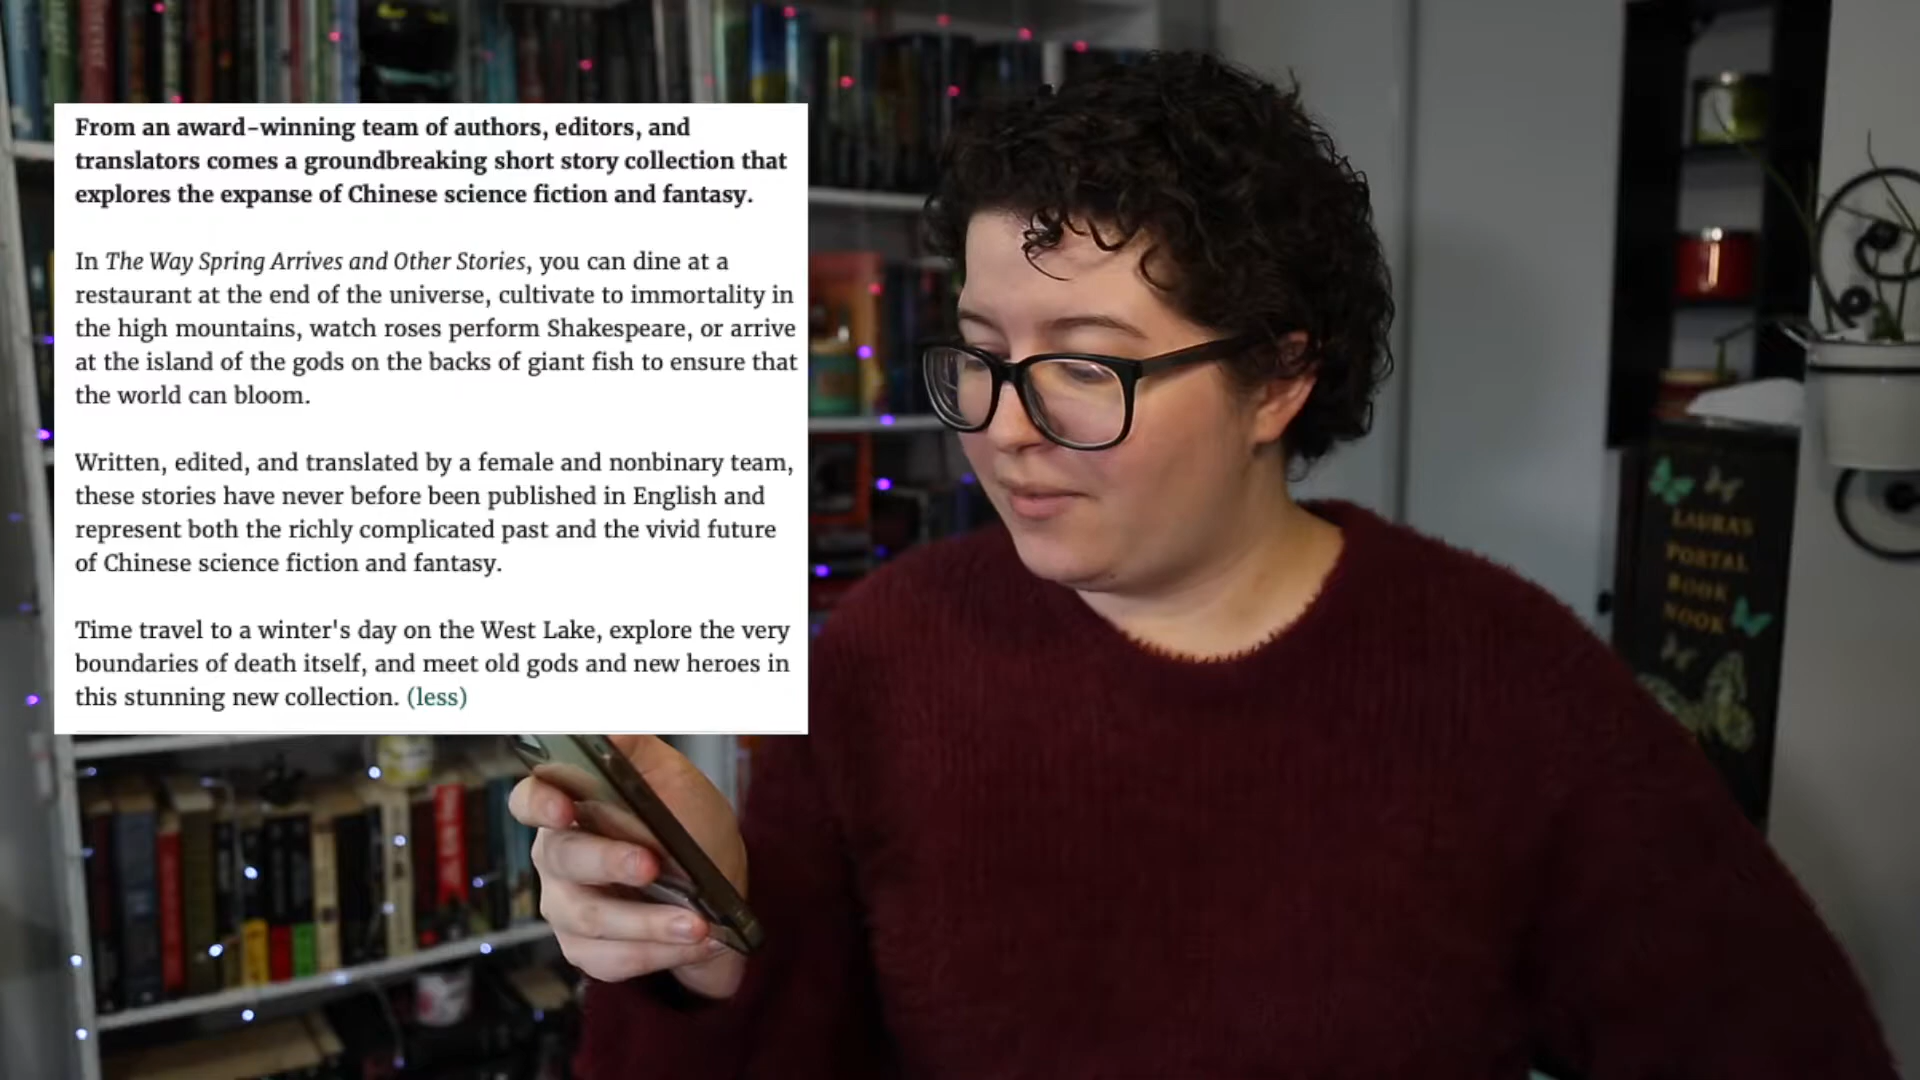 From an award-winning team of authors, editors, and
translators comes a groundbreaking short story collection that
explores the expanse of Chinese science fiction and fantasy.
In The Way Spring Arrives and Other Stories, you can dine at a
restaurant at the end of the universe, cultivate to immortality in
the high mountains, watch roses perform Shakespeare, or arrive
at the island of the gods on the backs of giant fish to ensure that
the world can bloom.
Written, edited, and translated by a female and nonbinary team,
these stories have never before been published in English and
represent both the richly complicated past and the vivid future
of Chinese science fiction and fantasy.
Time travel to a winter's day on the West Lake, explore the very
boundaries of death itself, and meet old gods and new heroes in
this stunning new collection. (less)
LAURA'S
PORTAL
BOOK
NOOK